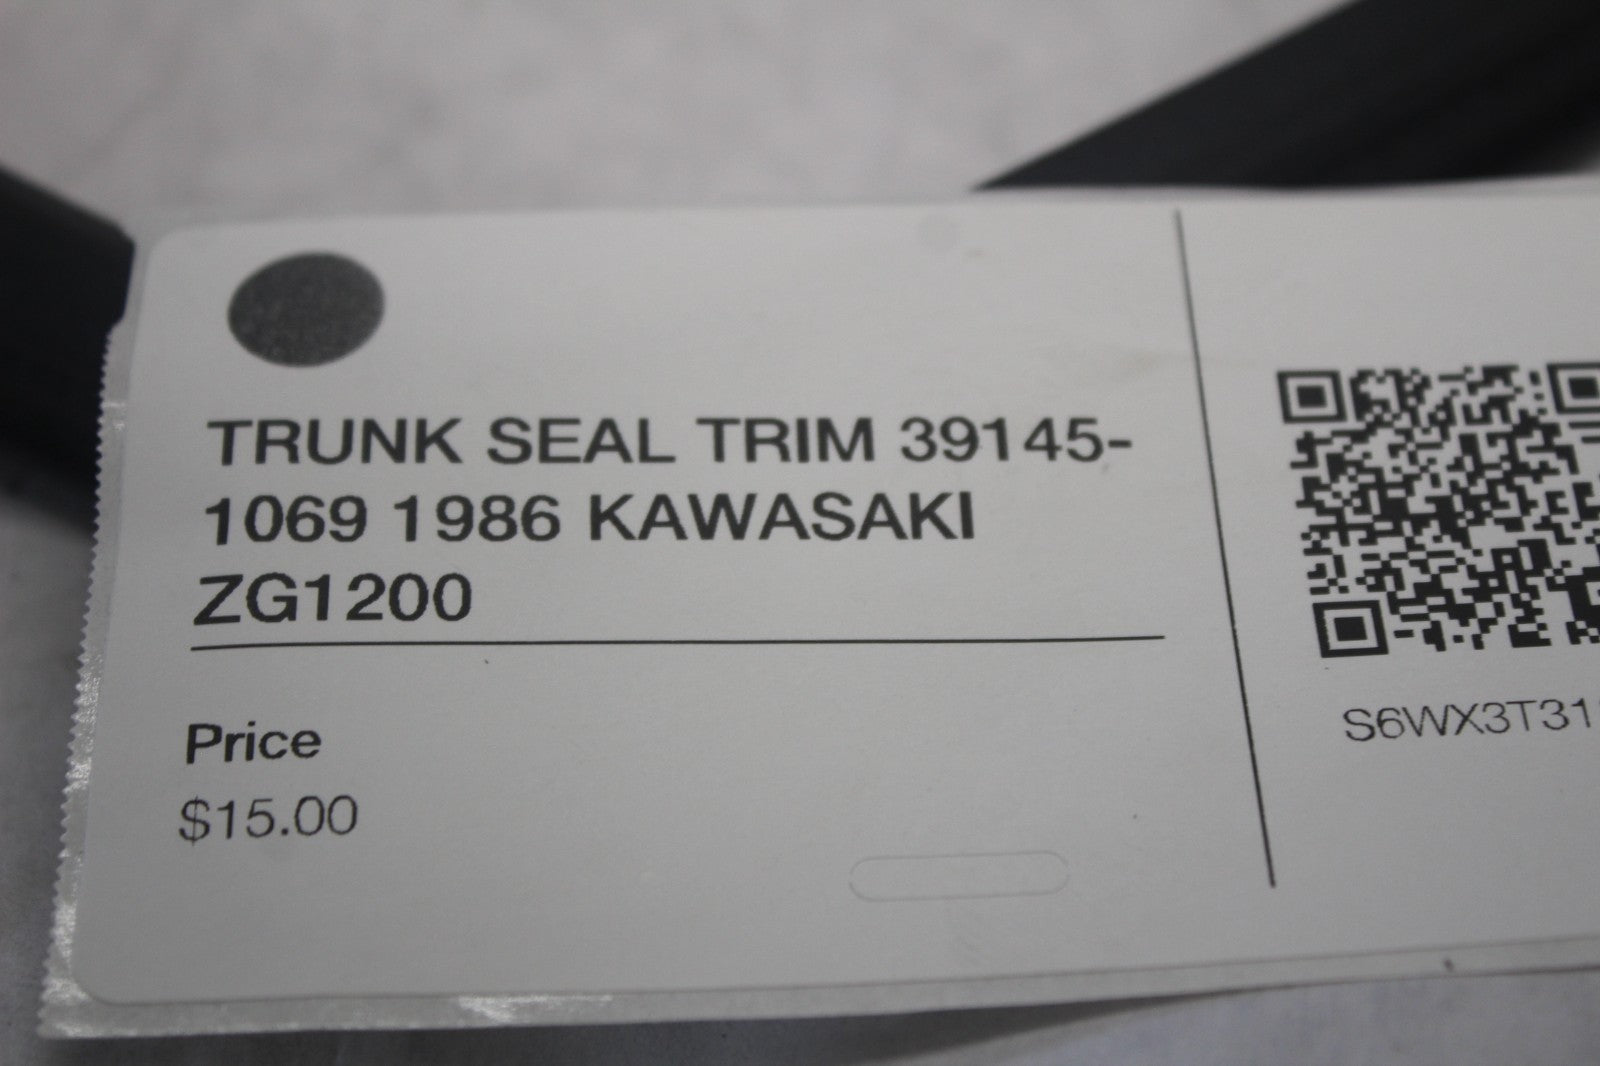 TRUNK SEAL TRIM 39145-
1069 1986 KAWASAKI
ZG1200
Price
$15.00
S6WX3T31